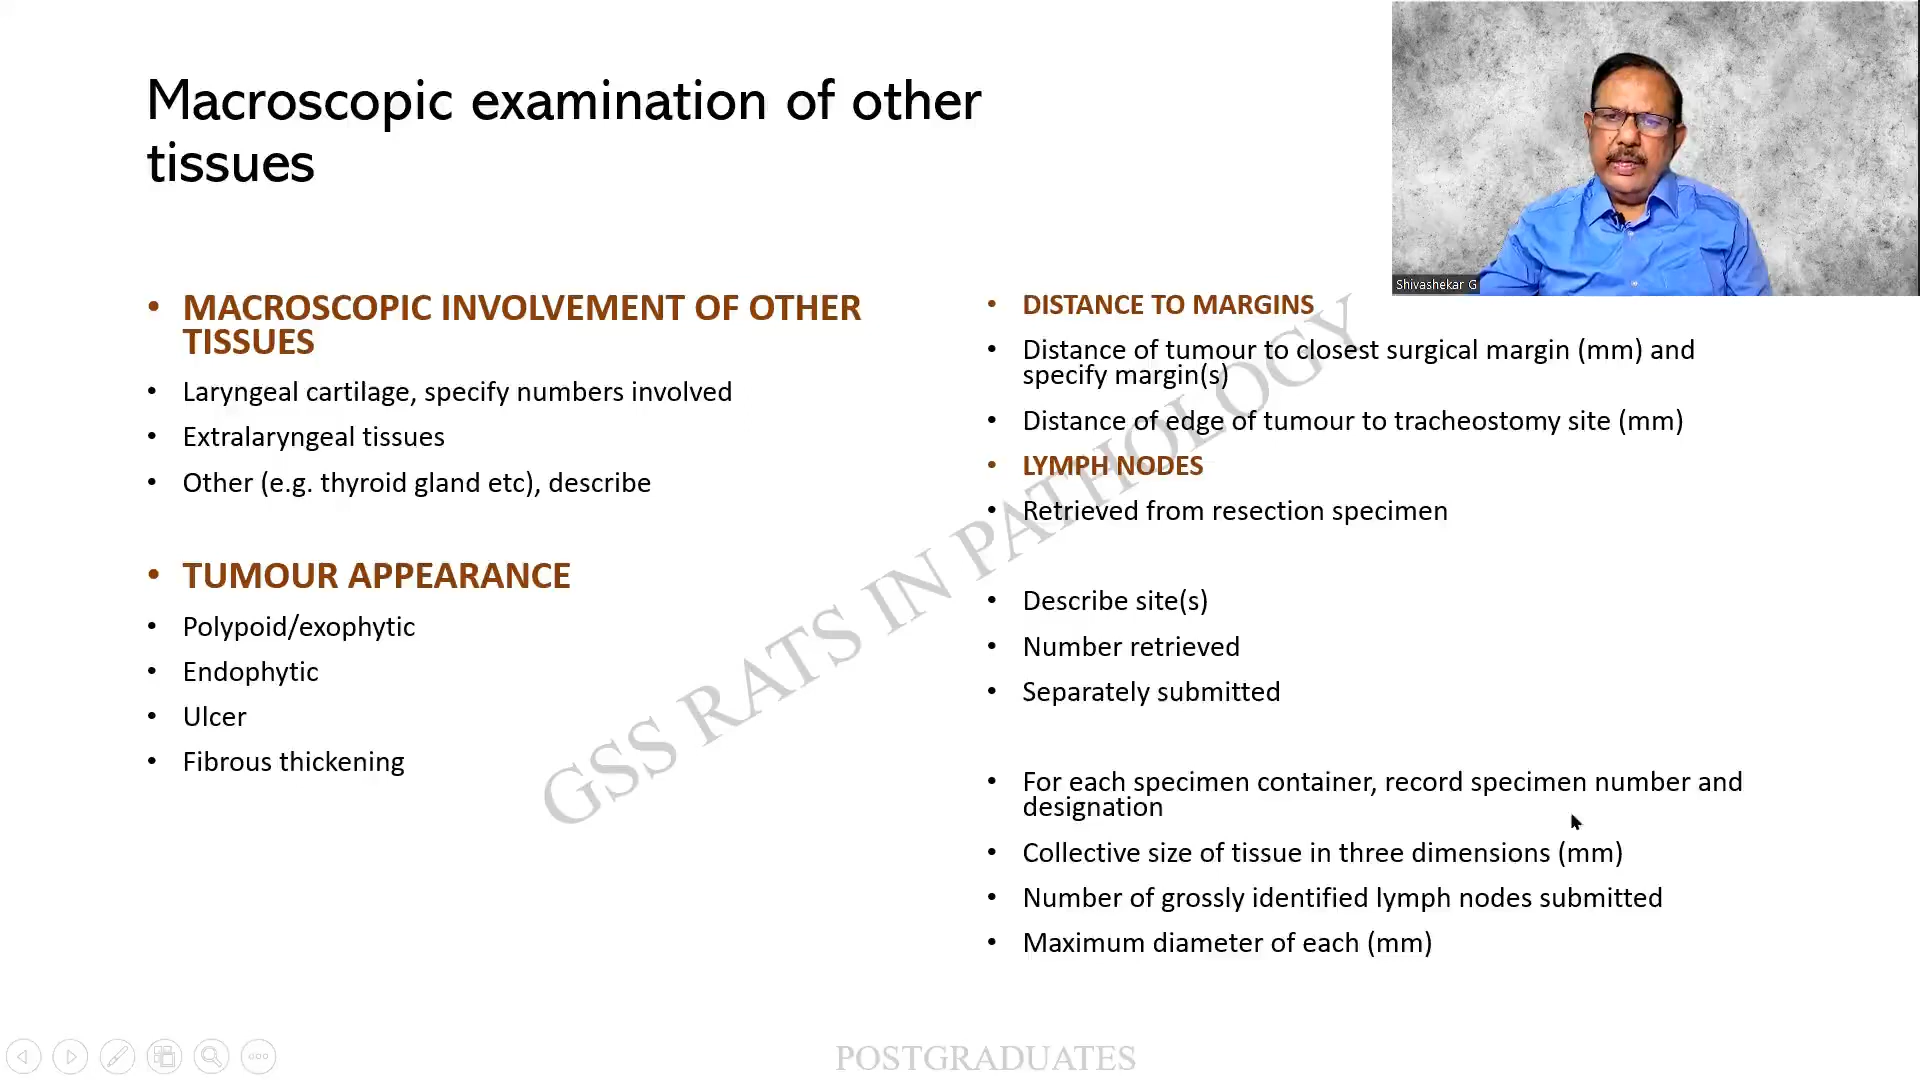 Macroscopic examination of other
tissues
Shivashekar G
• MACROSCOPIC INVOLVEMENT OF OTHER
TISSUES
• Laryngeal cartilage, specify numbers involved
• Extralaryngeal tissues
• Other (e.g. thyroid gland etc), describe
• TUMOUR APPEARANCE
• Polypoid/exophytic
• Endophytic
• Ulcer
• Fibrous thickening
• DISTANCE TO MARGINS
• Distance of tumour to closest surgical margin (mm) and
specify margin(s)
• Distance of edge of tumour to tracheostomy site (mm)
• LYMPH NODES
• Retrieved from resection specimen
• Describe site(s)
• Number retrieved
• Separately submitted
• For each specimen container, record specimen number and
designation
• Collective size of tissue in three dimensions (mm)
• Number of grossly identified lymph nodes submitted
• Maximum diameter of each (mm)
GSS RATS IN PATHOLOGY
POSTGRADUATES